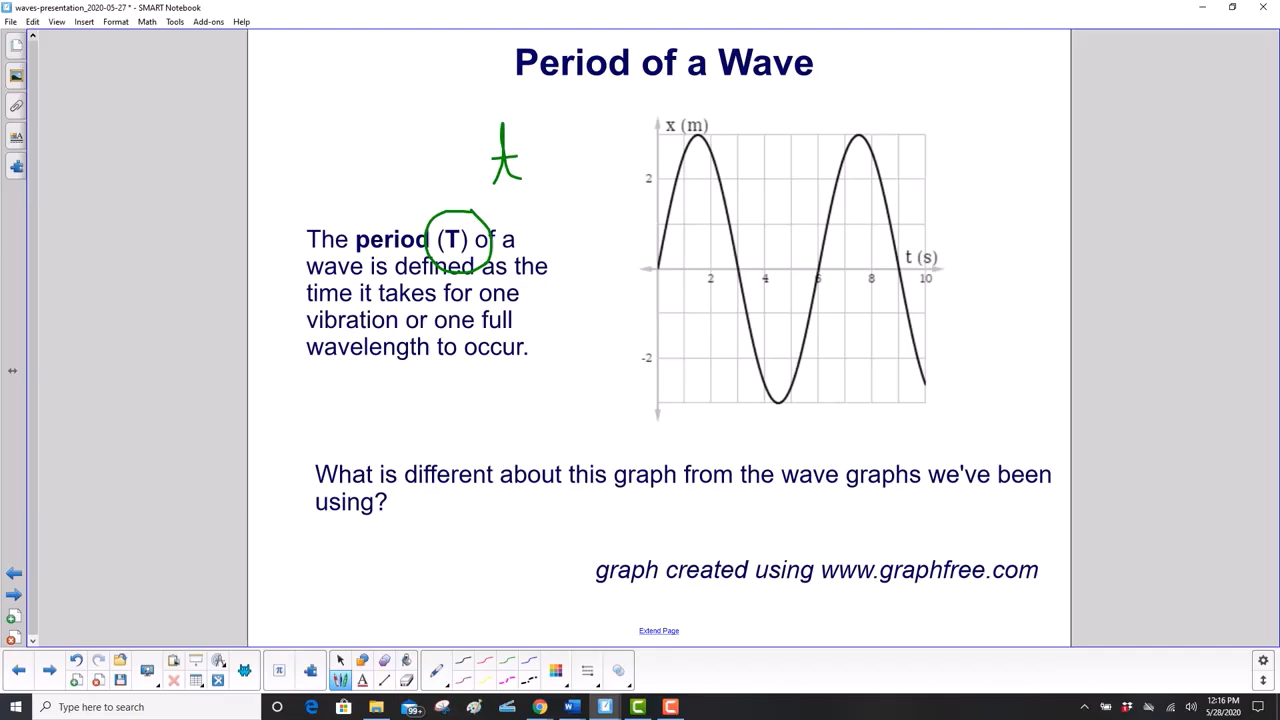 waves-presentation_2020-05-27 * - SMART Notebook
File Edit View Insert Format Math Tools Add-ons Help
Period of a Wave
t
The period (T) of a
wave is defined as the
time it takes for one
vibration or one full
wavelength to occur.
x (m)
2
t (s)
2 4 6 8 10
-2
What is different about this graph from the wave graphs we've been
using?
graph created using www.graphfree.com
Extend Page
π
A
Type here to search
99+
12:16 PM
5/28/2020